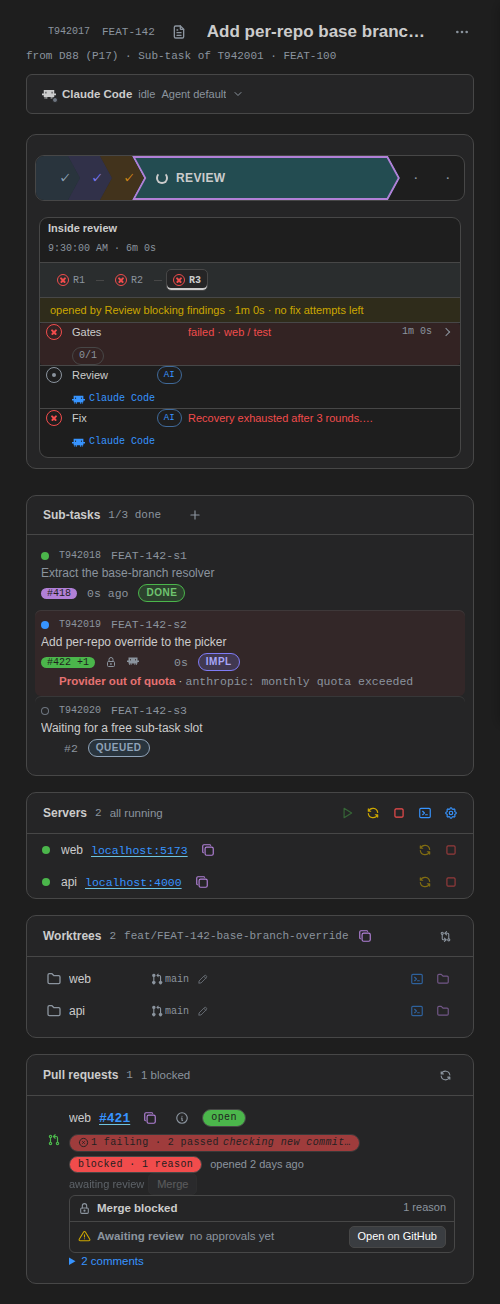 T942017 FEAT-142 Add per-repo base branc…
from D88 (P17) · Sub-task of T942001 · FEAT-100
Claude Code idle Agent default
REVIEW
Inside review
9:30:00 AM · 6m 0s
R1 — R2 — R3
opened by Review blocking findings · 1m 0s · no fix attempts left
Gates failed · web / test 1m 0s
0/1
Review AI
Claude Code
Fix AI Recovery exhausted after 3 rounds.…
Claude Code
Sub-tasks 1/3 done
T942018 FEAT-142-s1
Extract the base-branch resolver
#418 0s ago DONE
T942019 FEAT-142-s2
Add per-repo override to the picker
#422 +1 0s IMPL
Provider out of quota · anthropic: monthly quota exceeded
T942020 FEAT-142-s3
Waiting for a free sub-task slot
#2 QUEUED
Servers 2 all running
web localhost:5173
api localhost:4000
Worktrees 2 feat/FEAT-142-base-branch-override
web main
api main
Pull requests 1 1 blocked
web #421 open
1 failing · 2 passed checking new commit…
blocked · 1 reason opened 2 days ago
awaiting review Merge
Merge blocked 1 reason
Awaiting review no approvals yet Open on GitHub
2 comments